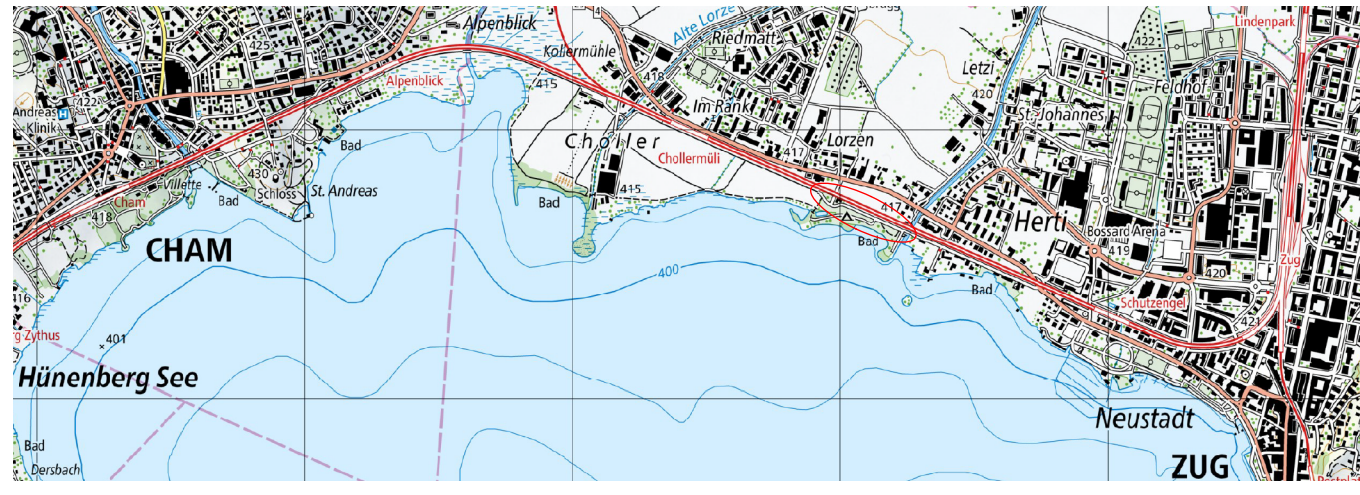 Alpenblick
Lindenpark
4
425
Alte Lorze
Riedmatt
422
Kollermühle
Letzi
Feldhof
Alpenblick
415
418
420
422
Im Rank
Andreas
Klinik
H
St. Johannes
Choller
Lorzen
Bad
417
Chollermüli
430
Villette
Schloss
St. Andreas
415
Cham
Bad
Bad
417
418
Herti
Bossard Arena
CHAM
Bad
419
Zug
400
420
Bad
416
Schutzengel
421
rg Zythus
401
Hünenberg See
Neustadt
Bad
Dersbach
ZUG
Postplat